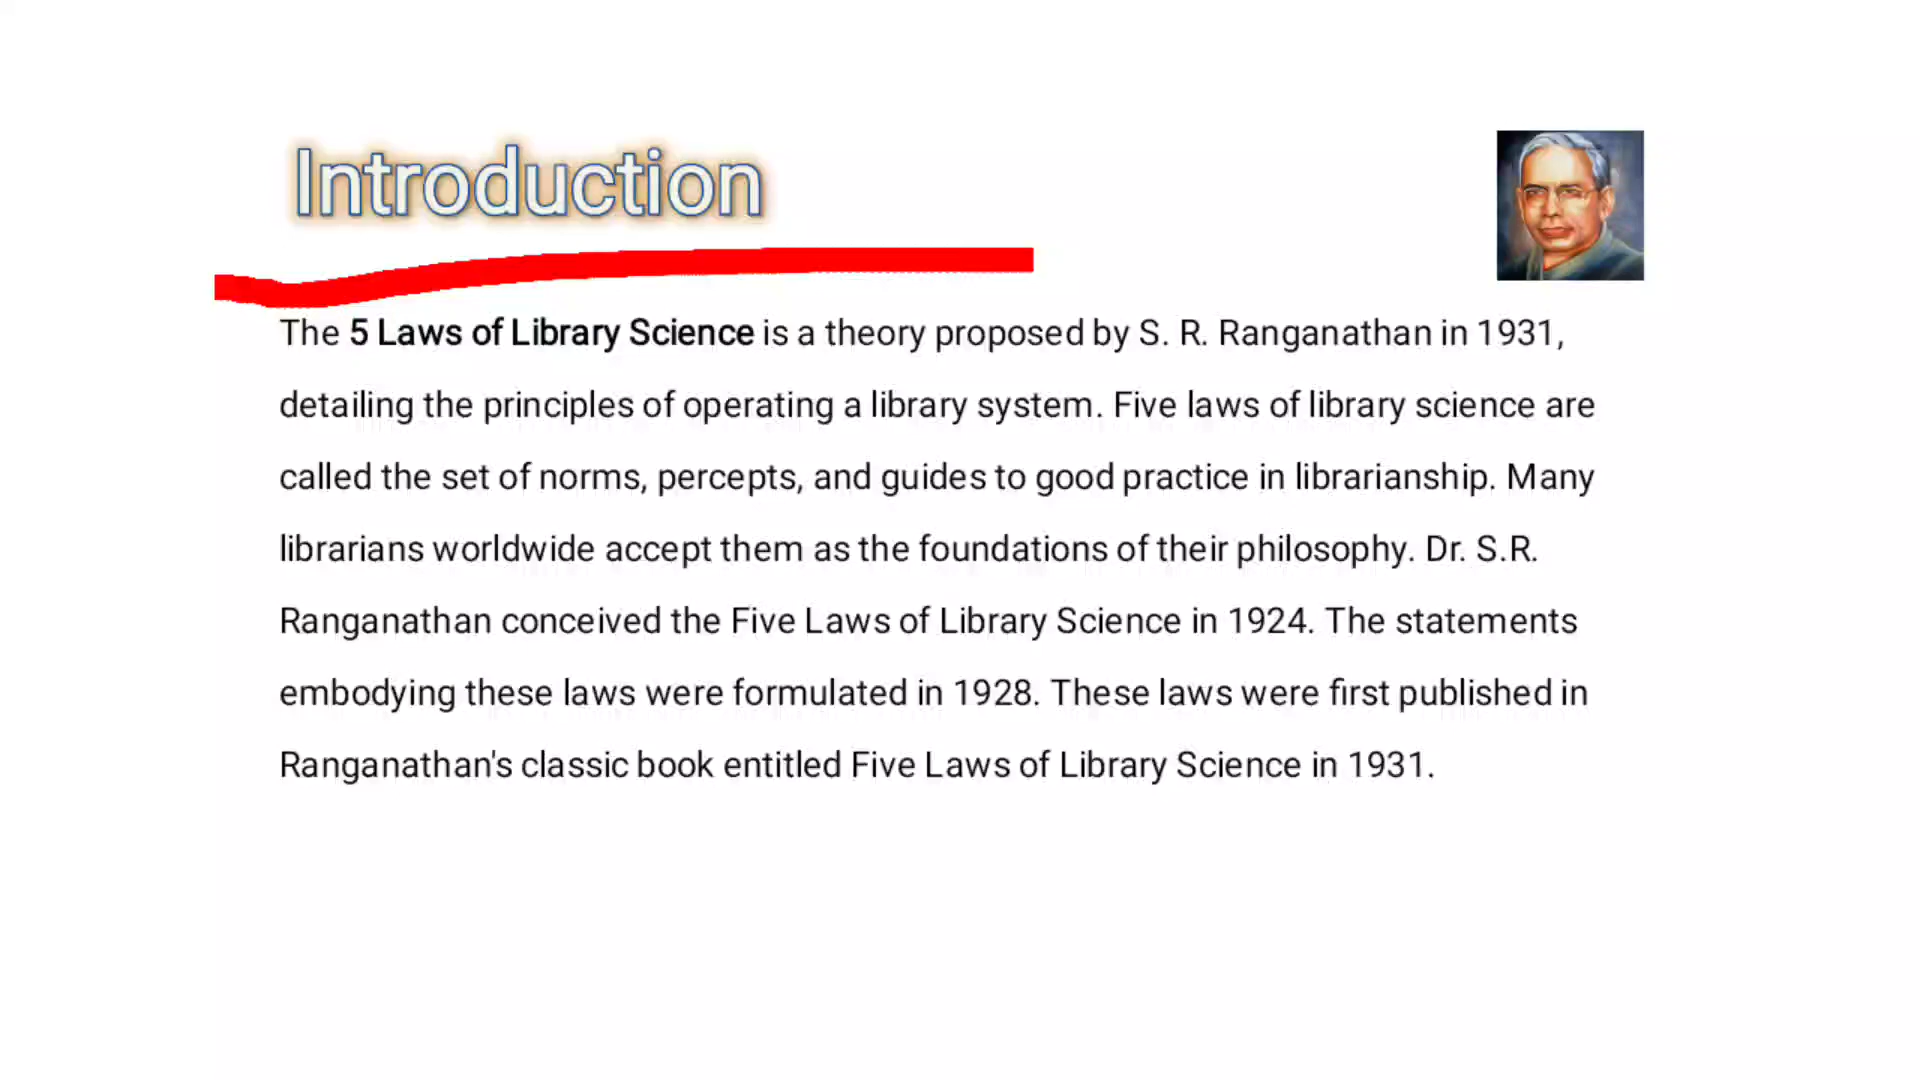 Introduction
The 5 Laws of Library Science is a theory proposed by S. R. Ranganathan in 1931,
detailing the principles of operating a library system. Five laws of library science are
called the set of norms, percepts, and guides to good practice in librarianship. Many
librarians worldwide accept them as the foundations of their philosophy. Dr. S.R.
Ranganathan conceived the Five Laws of Library Science in 1924. The statements
embodying these laws were formulated in 1928. These laws were first published in
Ranganathan's classic book entitled Five Laws of Library Science in 1931.